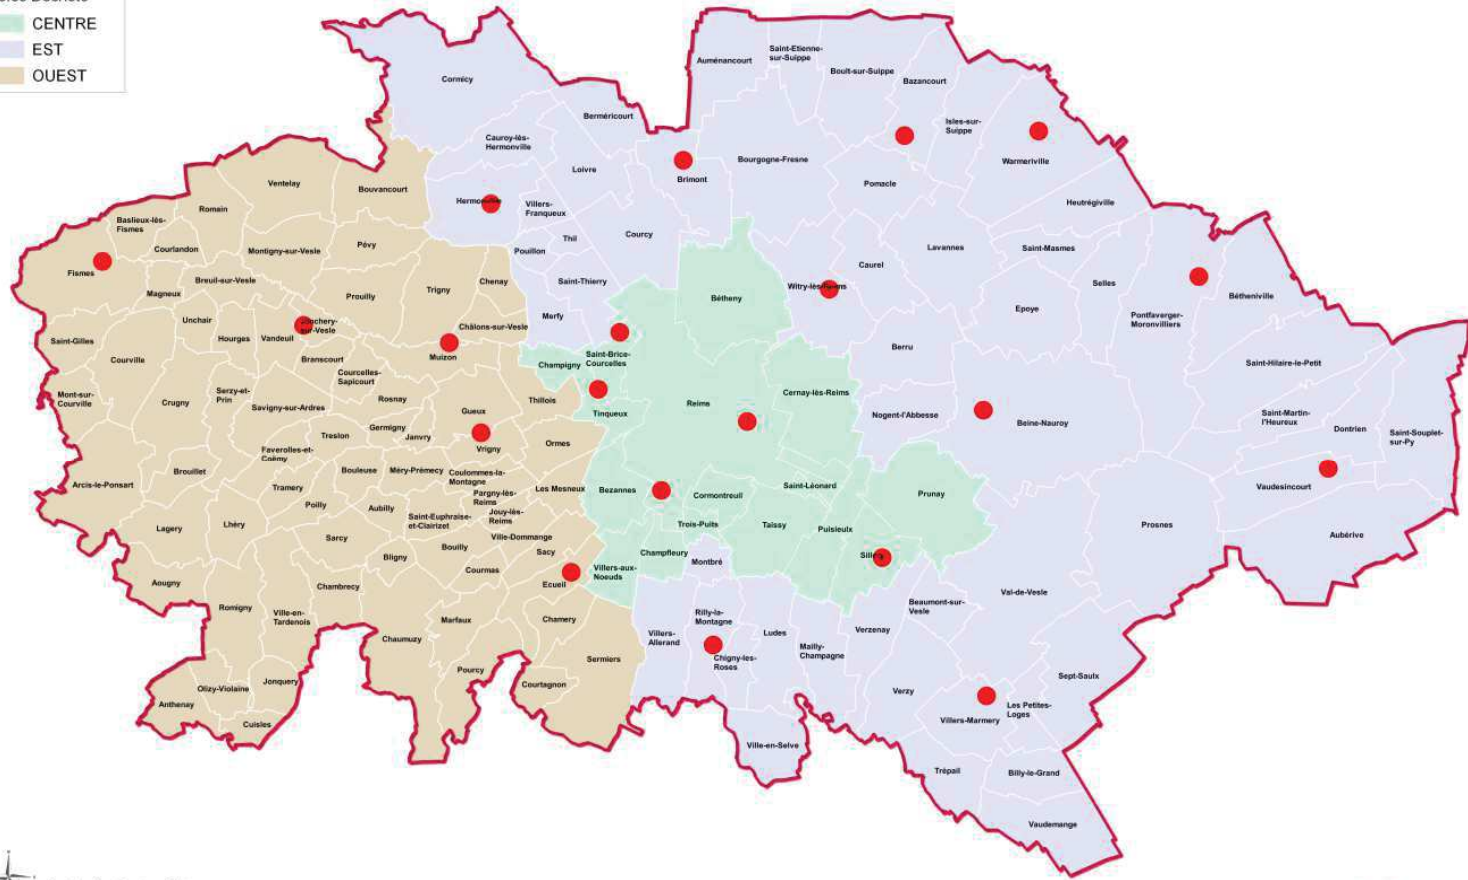 CENTRE
EST
OUEST
Cormicy
Auménancourt
Saint-Etienne-
sur-Suippe
Boult-sur-Suippe
Bazancourt
Isles-sur-
Suippe
Warmeriville
Berméricourt
Cauroy-lès-
Hermonville
Loivre
Brimont
Bourgogne-Fresne
Pomacle
Heutrégiville
Ventelay
Bouvancourt
Villers-
Franqueux
Romain
Baslieux-lès-
Fismes
Courlandon
Montigny-sur-Vesle
Pévy
Pouillon
Thil
Courcy
Lavannes
Saint-Masmes
Selles
Caurel
Fismes
Magneux
Breuil-sur-Vesle
Prouilly
Trigny
Chenay
Saint-Thierry
Bétheny
Epoye
Pontfaverger-
Moronvilliers
Bétheniville
Unchair
Hourges
Vandeuil
Châlons-sur-Vesle
Merfy
Saint-Gilles
Courville
Branscourt
Muizon
Champigny
Saint-Brice-
Courcelles
Berru
Saint-Hilaire-le-Petit
Courcelles-
Sapicourt
Mont-sur-
Courville
Crugny
Serzy-et-
Prin
Savigny-sur-Ardres
Rosnay
Gueux
Thillois
Tinqueux
Reims
Cernay-lès-Reims
Nogent-l'Abbesse
Beine-Nauroy
Saint-Martin-
l'Heureux
Dontrien
Saint-Souplet-
sur-Py
Treslon
Germigny
Janvry
Vrigny
Ormes
Faverolles-et-
Coëmy
Arcis-le-Ponsart
Brouillet
Bouleuse
Méry-Prémecy
Coulommes-la-
Montagne
Tramery
Poilly
Aubilly
Pargny-lès-
Reims
Les Mesneux
Bezannes
Cormontreuil
Saint-Léonard
Prunay
Vaudesincourt
Lagery
Lhéry
Saint-Euphraise-
et-Clairizet
Jouy-lès-
Reims
Trois-Puits
Taissy
Puisieulx
Prosnes
Aubérive
Sarcy
Bligny
Bouilly
Ville-Dommange
Sacy
Champfleury
Montbré
Aougny
Chambrecy
Courmas
Ecueil
Villers-aux-
Noeuds
Val-de-Vesle
Romigny
Ville-en-
Tardenois
Marfaux
Chamery
Rilly-la-
Montagne
Beaumont-sur-
Vesle
Chaumuzy
Villers-
Allerand
Ludes
Mailly-
Champagne
Verzenay
Jonquery
Pourcy
Sermiers
Chigny-les-
Roses
Sept-Saulx
Olizy-Violaine
Courtagnon
Verzy
Anthenay
Cuisles
Villers-Marmery
Les Petites-
Loges
Ville-en-Selve
Trépail
Billy-le-Grand
Vaudemange